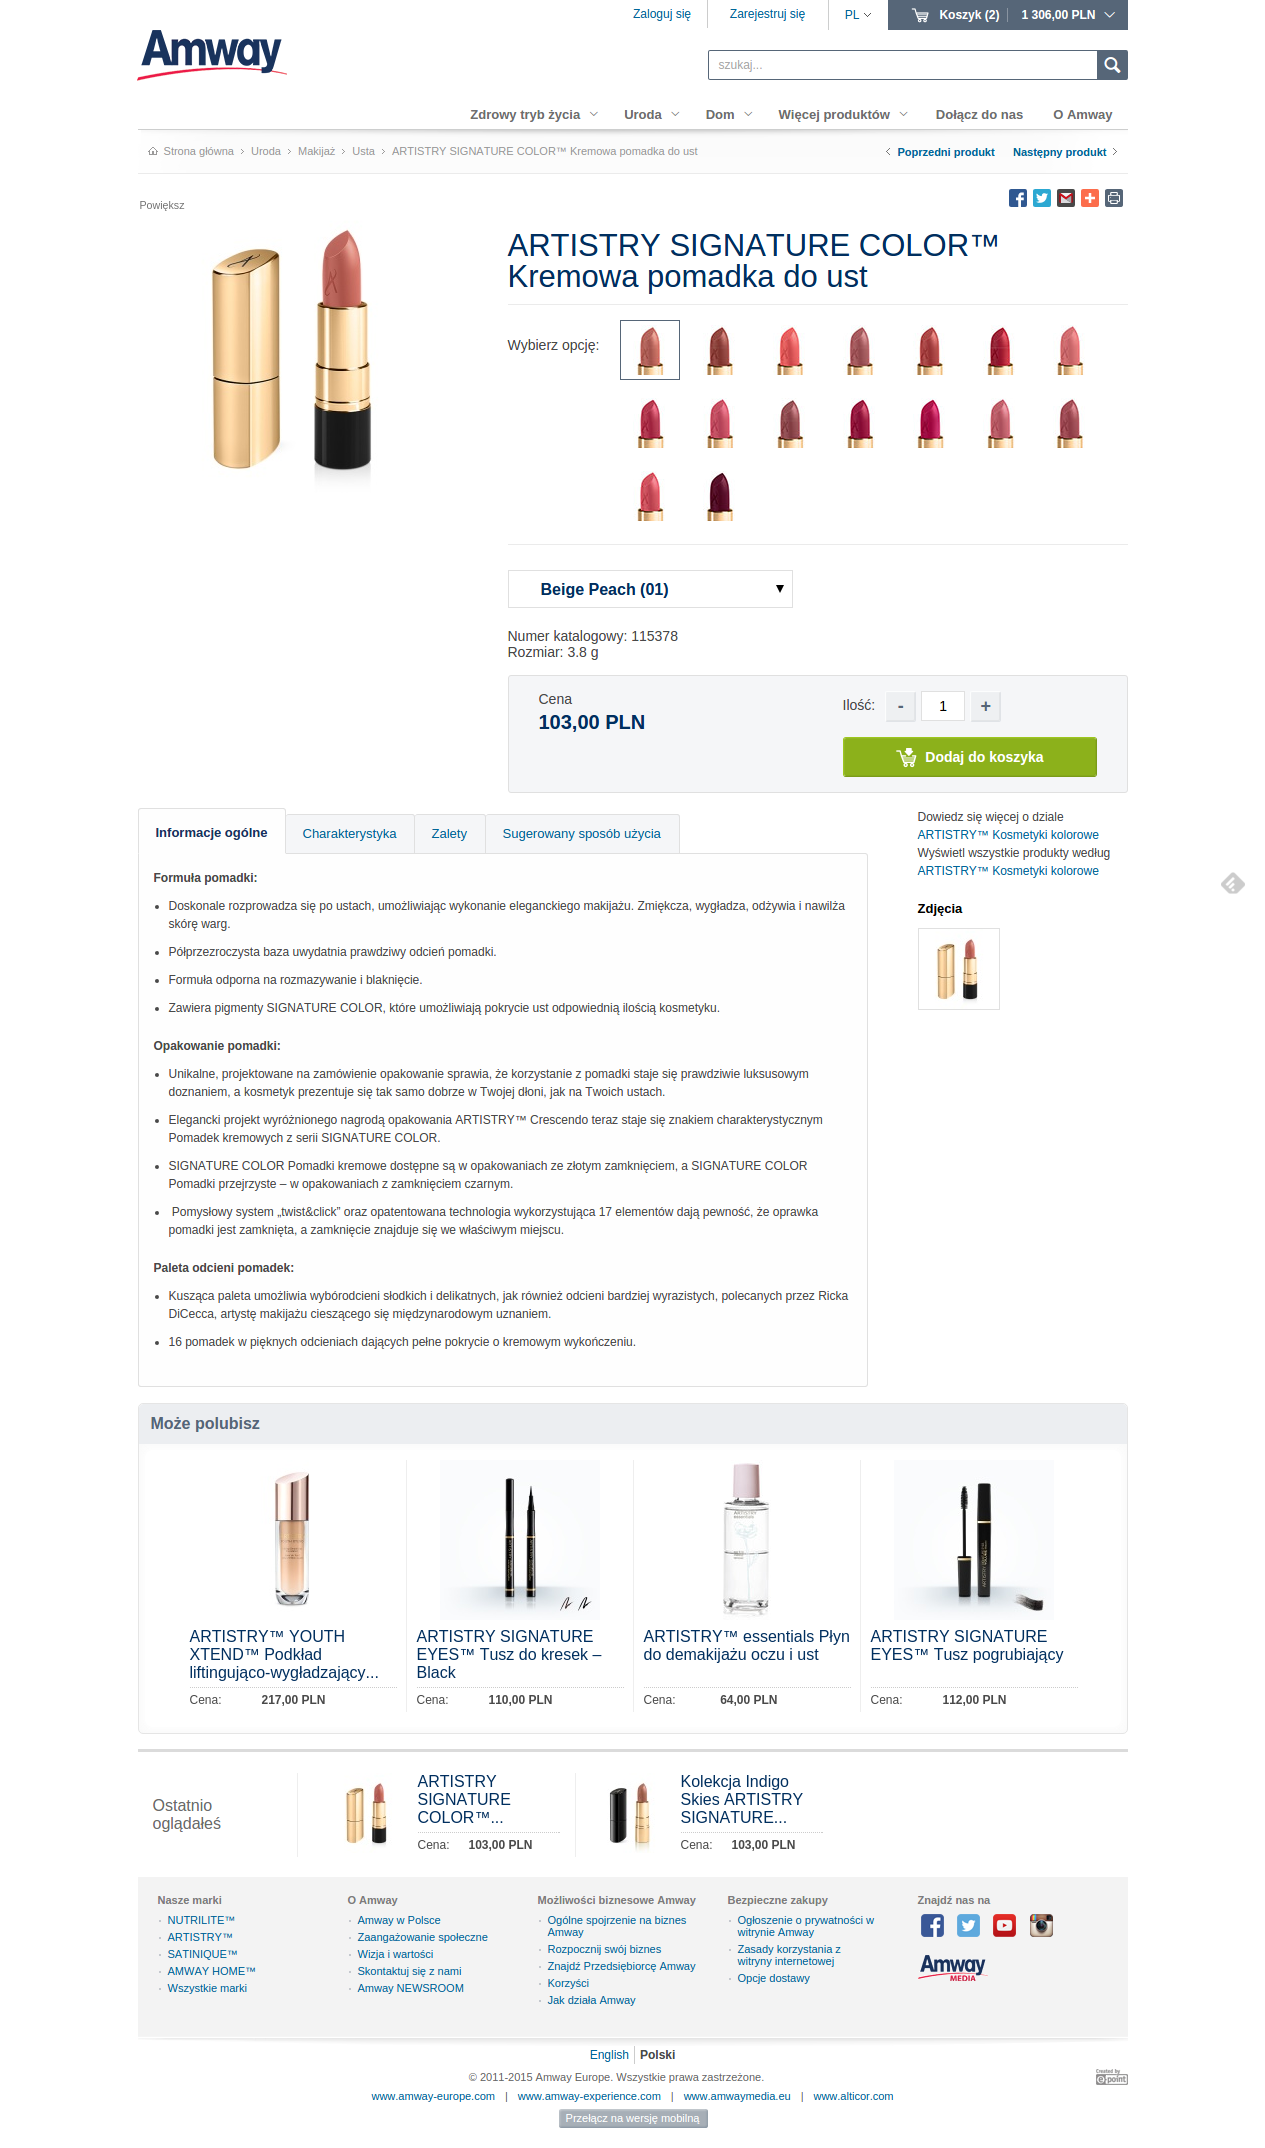 Zaloguj się
Zarejestruj się
PL
Koszyk (2)
1 306,00 PLN
Amway
szukaj...
Zdrowy tryb życia
Uroda
Dom
Więcej produktów
Dołącz do nas
O Amway
Strona główna > Uroda > Makijaż > Usta > ARTISTRY SIGNATURE COLOR™ Kremowa pomadka do ust
Poprzedni produkt
Następny produkt
Powiększ
ARTISTRY SIGNATURE COLOR™
Kremowa pomadka do ust
Wybierz opcję:
Beige Peach (01)
Numer katalogowy: 115378
Rozmiar: 3.8 g
Cena
103,00 PLN
Ilość: - 1 +
Dodaj do koszyka
Informacje ogólne
Charakterystyka
Zalety
Sugerowany sposób użycia
Formuła pomadki:
Doskonale rozprowadza się po ustach, umożliwiając wykonanie eleganckiego makijażu. Zmiękcza, wygładza, odżywia i nawilża
skórę warg.
Półprzezroczysta baza uwydatnia prawdziwy odcień pomadki.
Formuła odporna na rozmazywanie i blaknięcie.
Zawiera pigmenty SIGNATURE COLOR, które umożliwiają pokrycie ust odpowiednią ilością kosmetyku.
Opakowanie pomadki:
Unikalne, projektowane na zamówienie opakowanie sprawia, że korzystanie z pomadki staje się prawdziwie luksusowym
doznaniem, a kosmetyk prezentuje się tak samo dobrze w Twojej dłoni, jak na Twoich ustach.
Elegancki projekt wyróżnionego nagrodą opakowania ARTISTRY™ Crescendo teraz staje się znakiem charakterystycznym
Pomadek kremowych z serii SIGNATURE COLOR.
SIGNATURE COLOR Pomadki kremowe dostępne są w opakowaniach ze złotym zamknięciem, a SIGNATURE COLOR
Pomadki przejrzyste – w opakowaniach z zamknięciem czarnym.
Pomysłowy system „twist&click” oraz opatentowana technologia wykorzystująca 17 elementów dają pewność, że oprawka
pomadki jest zamknięta, a zamknięcie znajduje się we właściwym miejscu.
Paleta odcieni pomadek:
Kusząca paleta umożliwia wybórodcieni słodkich i delikatnych, jak również odcieni bardziej wyrazistych, polecanych przez Ricka
DiCecca, artystę makijażu cieszącego się międzynarodowym uznaniem.
16 pomadek w pięknych odcieniach dających pełne pokrycie o kremowym wykończeniu.
Dowiedz się więcej o dziale
ARTISTRY™ Kosmetyki kolorowe
Wyświetl wszystkie produkty według
ARTISTRY™ Kosmetyki kolorowe
Zdjęcia
Może polubisz
ARTISTRY™ YOUTH
XTEND™ Podkład
liftingująco-wygładzający...
Cena: 217,00 PLN
ARTISTRY SIGNATURE
EYES™ Tusz do kresek –
Black
Cena: 110,00 PLN
ARTISTRY™ essentials Płyn
do demakijażu oczu i ust
Cena: 64,00 PLN
ARTISTRY SIGNATURE
EYES™ Tusz pogrubiający
Cena: 112,00 PLN
Ostatnio
oglądałeś
ARTISTRY
SIGNATURE
COLOR™...
Cena: 103,00 PLN
Kolekcja Indigo
Skies ARTISTRY
SIGNATURE...
Cena: 103,00 PLN
Nasze marki
NUTRILITE™
ARTISTRY™
SATINIQUE™
AMWAY HOME™
Wszystkie marki
O Amway
Amway w Polsce
Zaangażowanie społeczne
Wizja i wartości
Skontaktuj się z nami
Amway NEWSROOM
Możliwości biznesowe Amway
Ogólne spojrzenie na biznes
Amway
Rozpocznij swój biznes
Znajdź Przedsiębiorcę Amway
Korzyści
Jak działa Amway
Bezpieczne zakupy
Ogłoszenie o prywatności w
witrynie Amway
Zasady korzystania z
witryny internetowej
Opcje dostawy
Znajdź nas na
Amway
MEDIA
English | Polski
© 2011-2015 Amway Europe. Wszystkie prawa zastrzeżone.
Created by
e-point
www.amway-europe.com | www.amway-experience.com | www.amwaymedia.eu | www.alticor.com
Przełącz na wersję mobilną